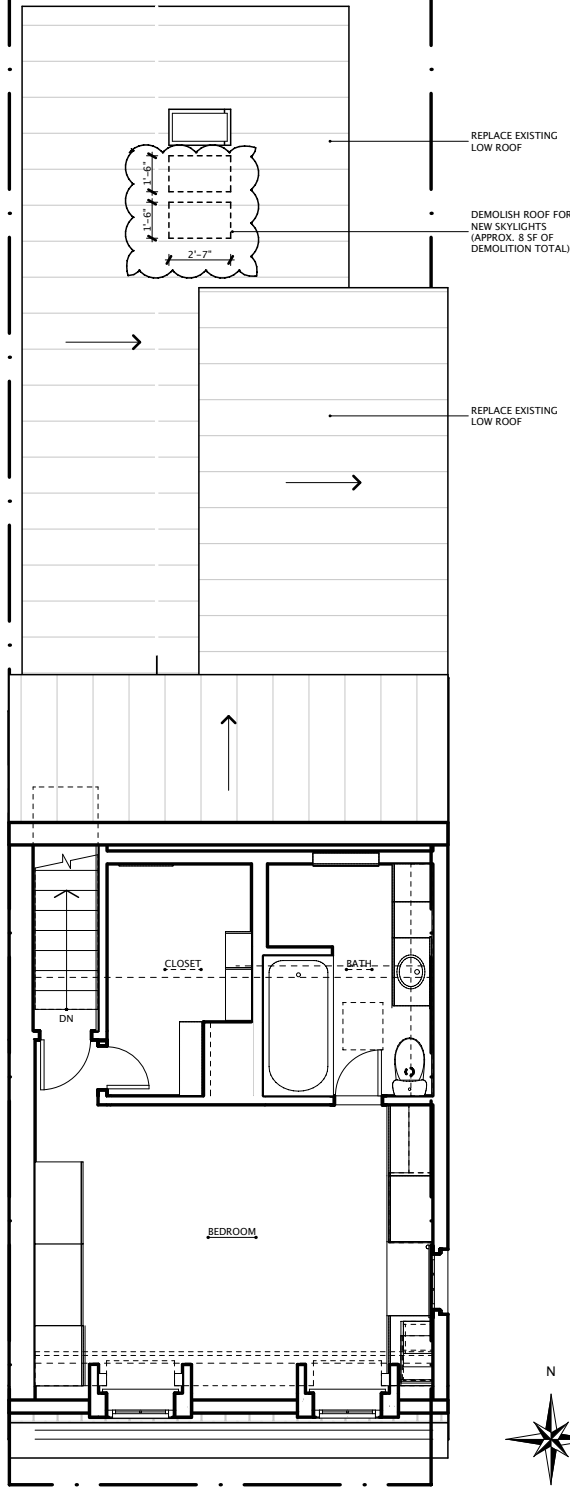 REPLACE EXISTING
LOW ROOF
1'-6"
1'-6"
2'-7"
DEMOLISH ROOF FOR
NEW SKYLIGHTS
(APPROX. 8 SF OF
DEMOLITION TOTAL)
REPLACE EXISTING
LOW ROOF
CLOSET
BATH
DN
BEDROOM
N